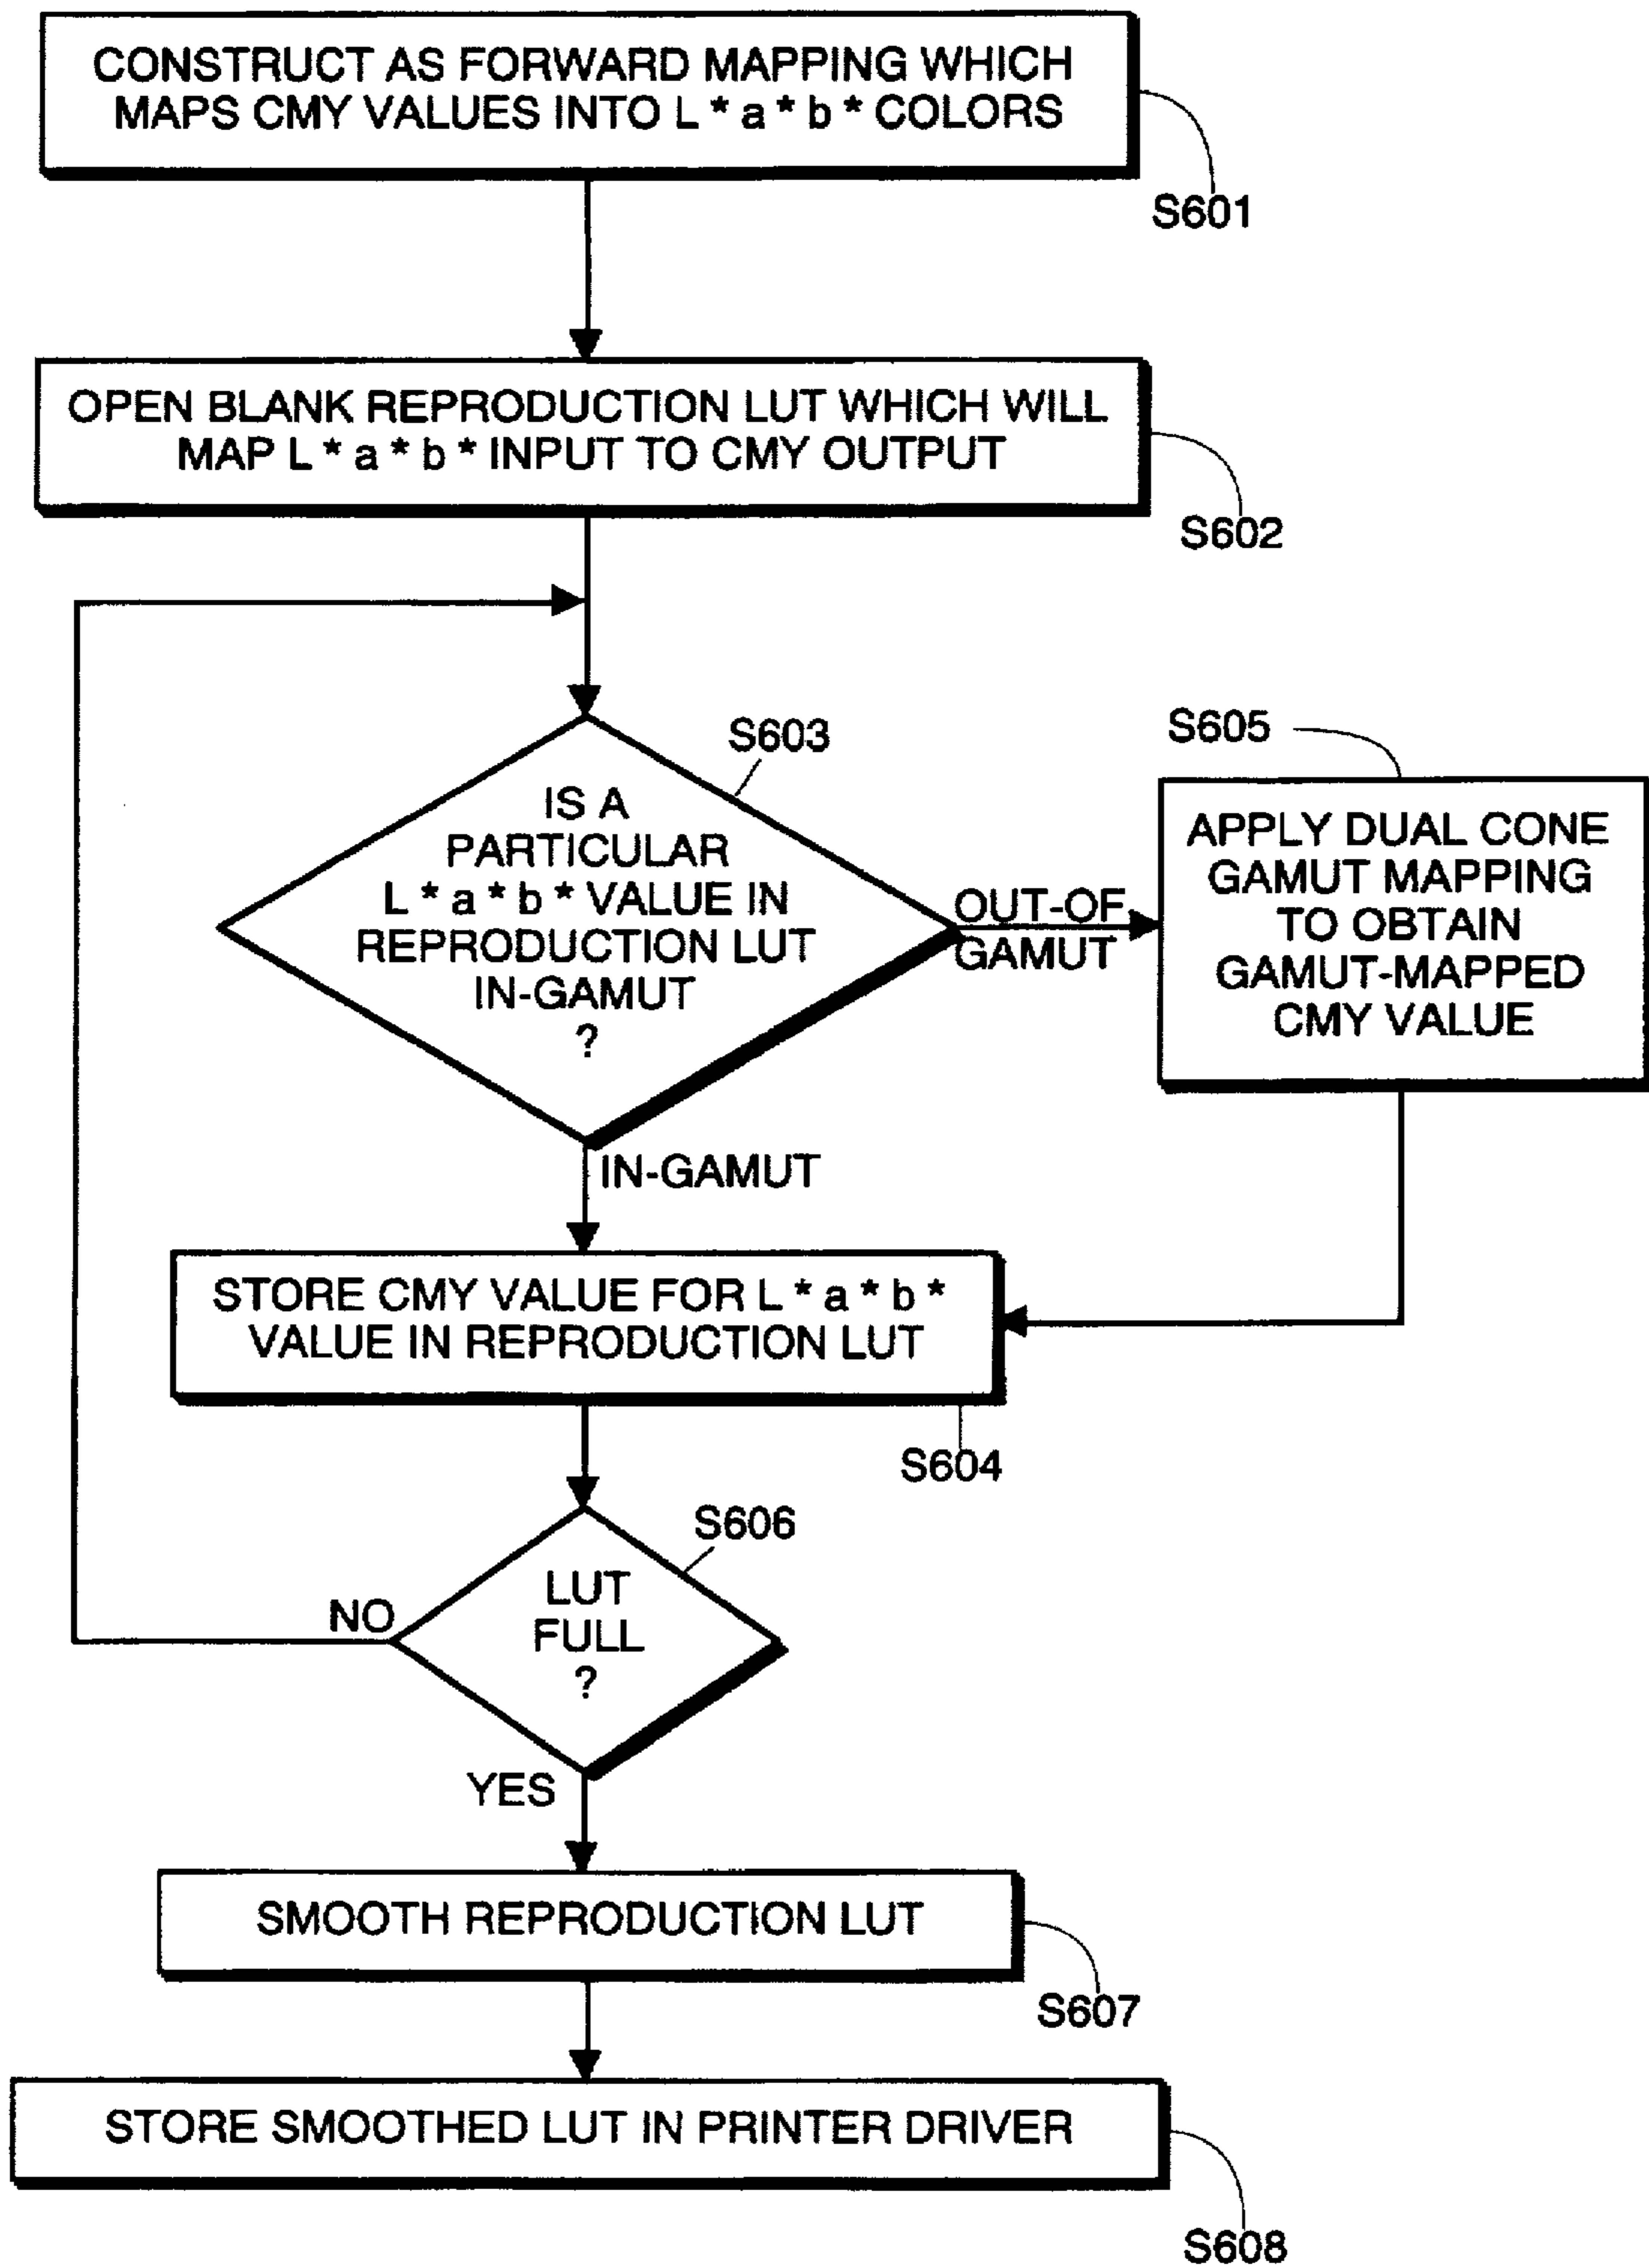 CONSTRUCT AS FORWARD MAPPING WHICH
MAPS CMY VALUES INTO L * a * b * COLORS
S601
OPEN BLANK REPRODUCTION LUT WHICH WILL
MAP L * a * b * INPUT TO CMY OUTPUT
S602
S603
IS A
PARTICULAR
L * a * b * VALUE IN
REPRODUCTION LUT
IN-GAMUT
?
OUT-OF
GAMUT
S605
APPLY DUAL CONE
GAMUT MAPPING
TO OBTAIN
GAMUT-MAPPED
CMY VALUE
IN-GAMUT
STORE CMY VALUE FOR L * a * b *
VALUE IN REPRODUCTION LUT
S604
S606
LUT
FULL
?
NO
YES
SMOOTH REPRODUCTION LUT
S607
STORE SMOOTHED LUT IN PRINTER DRIVER
S608